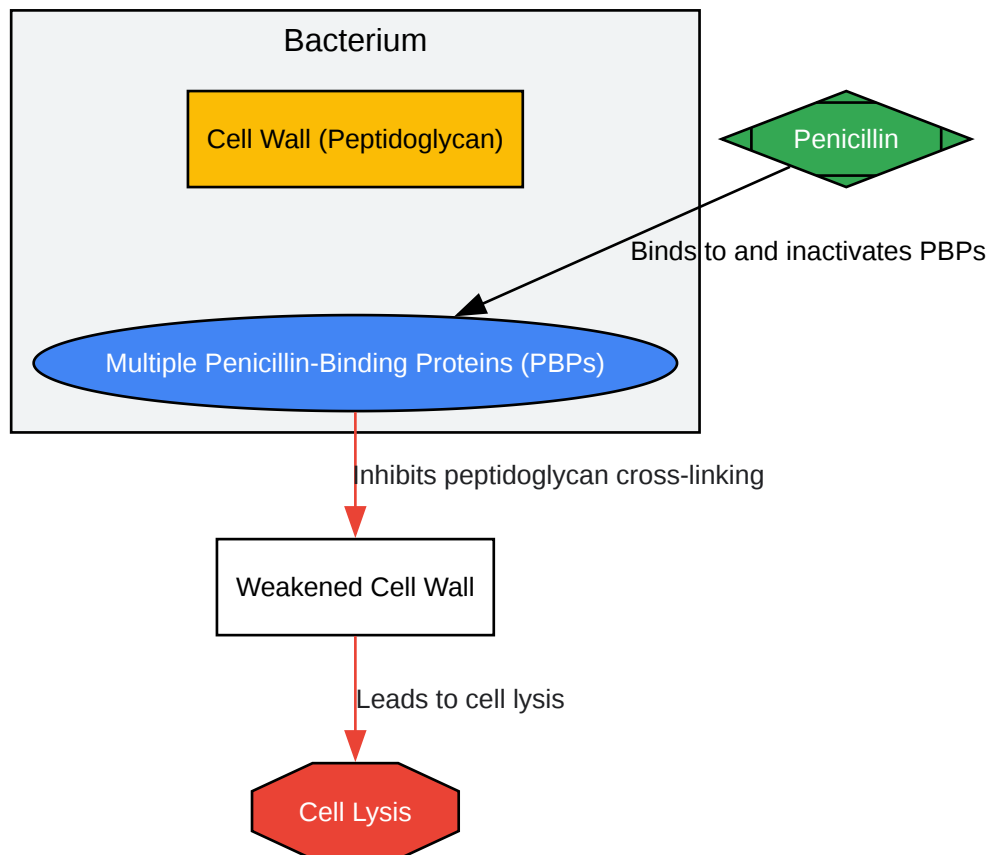 Bacterium
Cell Wall (Peptidoglycan)
Penicillin
Binds to and inactivates PBPs
Multiple Penicillin-Binding Proteins (PBPs)
Inhibits peptidoglycan cross-linking
Weakened Cell Wall
Leads to cell lysis
Cell Lysis